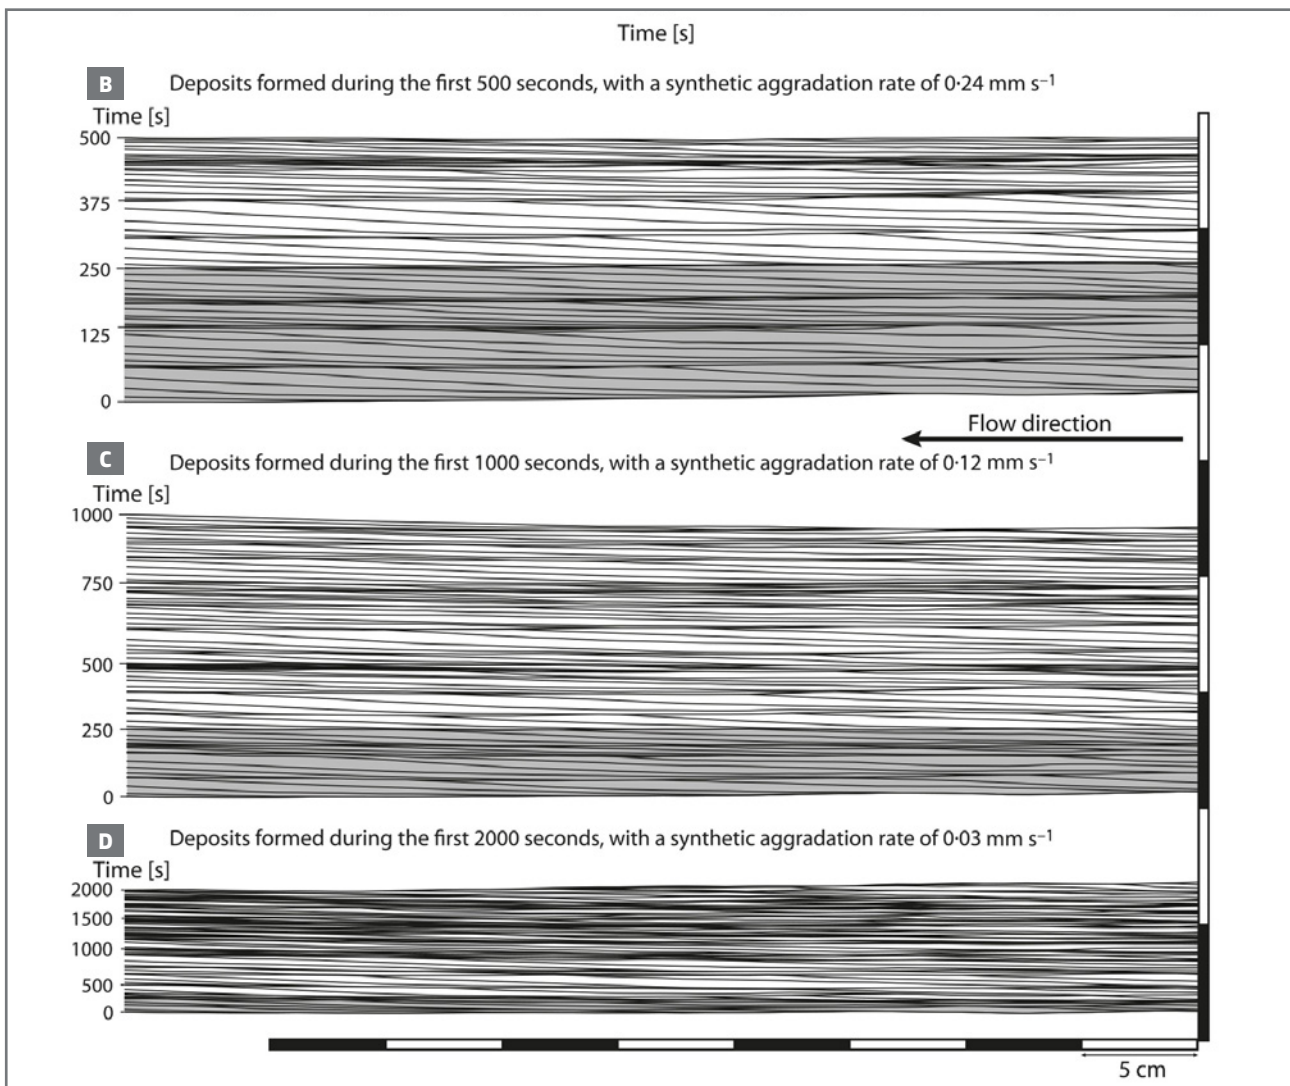 Time [s]
B Deposits formed during the first 500 seconds, with a synthetic aggradation rate of 0·24 mm s⁻¹
Time [s]
500
375
250
125
0
Flow direction
C Deposits formed during the first 1000 seconds, with a synthetic aggradation rate of 0·12 mm s⁻¹
Time [s]
1000
750
500
250
0
D Deposits formed during the first 2000 seconds, with a synthetic aggradation rate of 0·03 mm s⁻¹
Time [s]
2000
1500
1000
500
0
5 cm